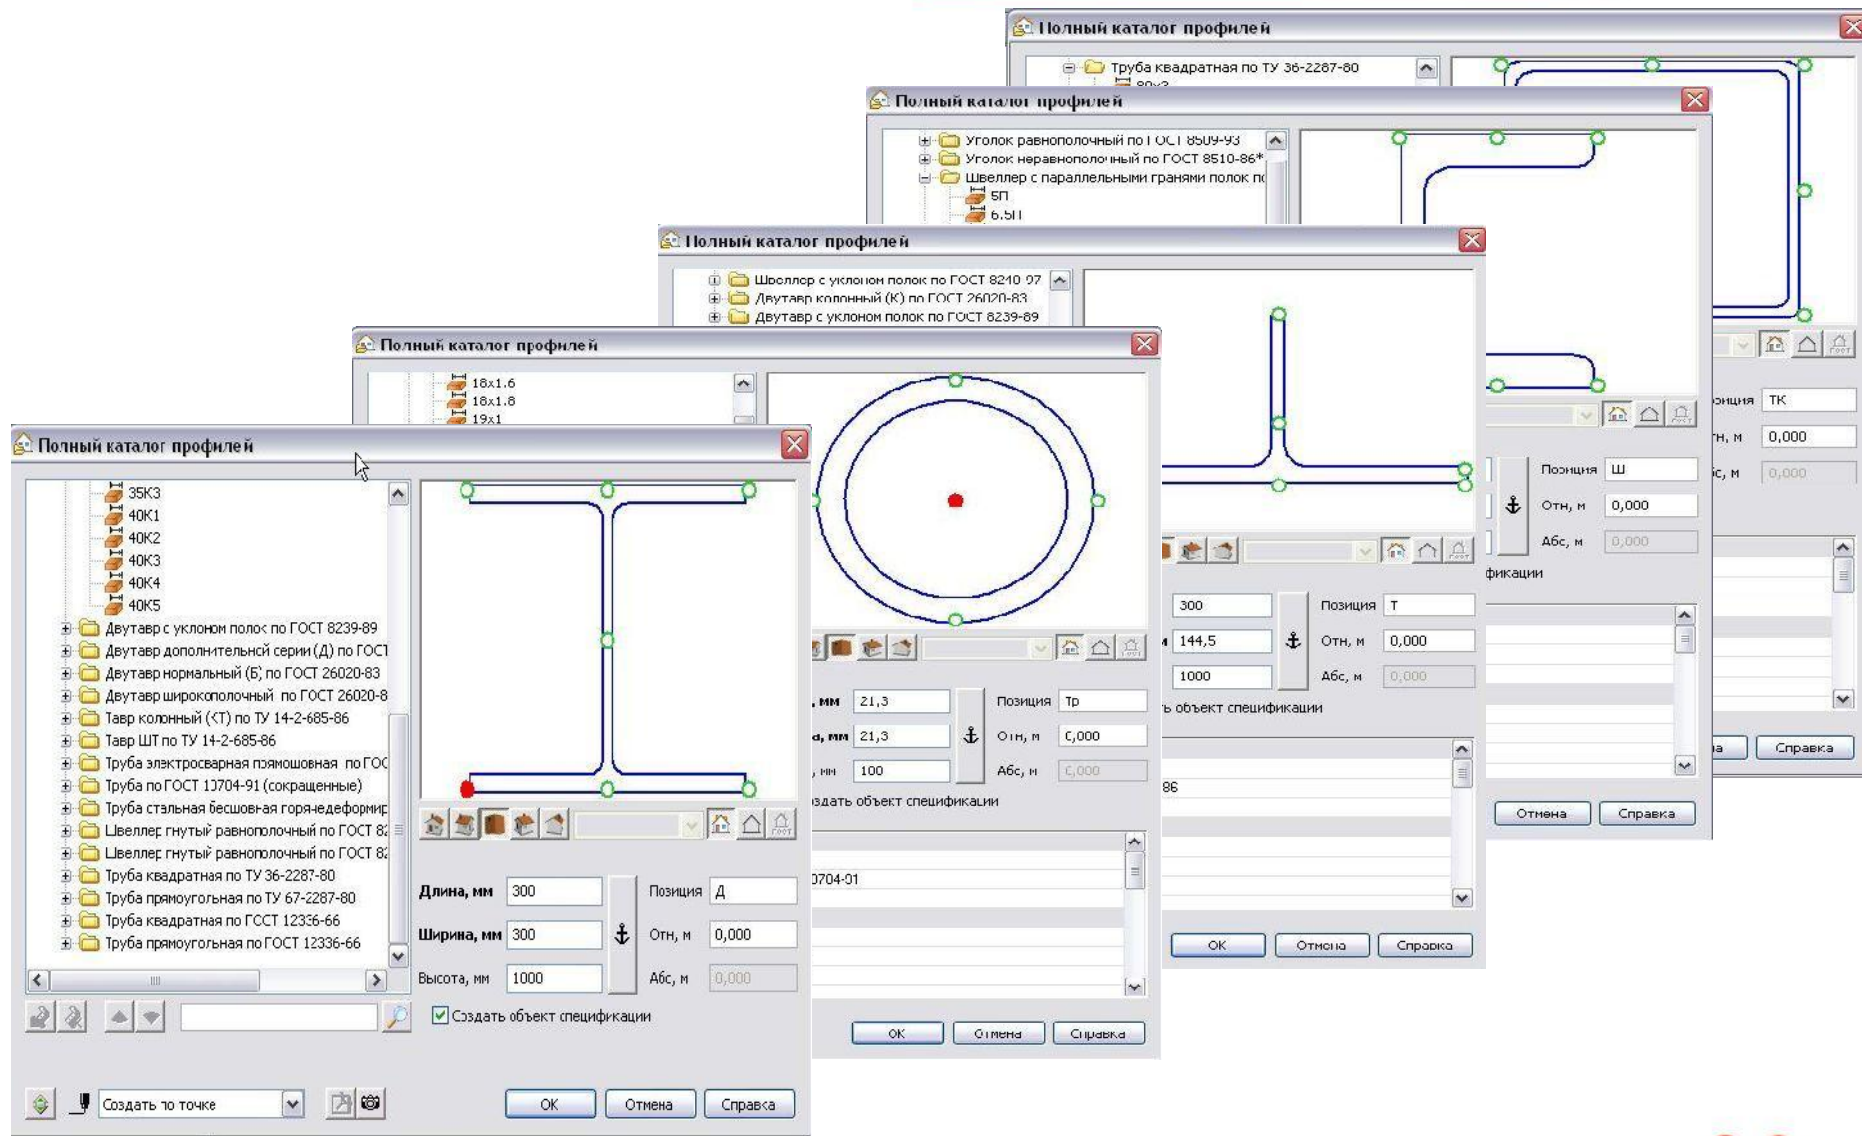 Полный каталог профилей
Труба квадратная по ТУ 36-2287-80
80x3
Позиция ТК
Отн, м 0,000
Абс, м 0,000
Справка
Полный каталог профилей
Уголок равнополочный по ГОСТ 8509-93
Уголок неравнополочный по ГОСТ 8510-86*
Швеллер с параллельными гранями полок по
5П
6.5П
Позиция Ш
Отн, м 0,000
Абс, м 0,000
Отмена Справка
Полный каталог профилей
Швеллер с уклоном полок по ГОСТ 8240-97
Двутавр колонный (К) по ГОСТ 26020-83
Двутавр с уклоном полок по ГОСТ 8239-89
300 Позиция Т
144,5 Отн, м 0,000
1000 Абс, м 0,000
объект спецификации
86
ОК Отмена Справка
Полный каталог профилей
18x1.6
18x1.8
19x1
, мм 21,3 Позиция Тр
а, мм 21,3 Отн, м 0,000
, мм 100 Абс, м 0,000
оздать объект спецификации
0704-91
ОК Отмена Справка
Полный каталог профилей
35К3
40К1
40К2
40К3
40К4
40К5
Двутавр с уклоном полок по ГОСТ 8239-89
Двутавр дополнительной серии (Д) по ГОСТ
Двутавр нормальный (Б) по ГОСТ 26020-83
Двутавр широкополочный по ГОСТ 26020-8
Тавр колонный (КТ) по ТУ 14-2-685-86
Тавр ШТ по ТУ 14-2-685-86
Труба электросварная прямошовная по ГОС
Труба по ГОСТ 10704-91 (сокращенные)
Труба стальная бесшовная горячедеформир
Швеллер гнутый равнополочный по ГОСТ 82
Швеллер гнутый равнополочный по ГОСТ 82
Труба квадратная по ТУ 36-2287-80
Труба прямоугольная по ТУ 67-2287-80
Труба квадратная по ГОСТ 12336-66
Труба прямоугольная по ГОСТ 12336-66
Длина, мм 300 Позиция Д
Ширина, мм 300 Отн, м 0,000
Высота, мм 1000 Абс, м 0,000
Создать объект спецификации
Создать по точке
ОК Отмена Справка